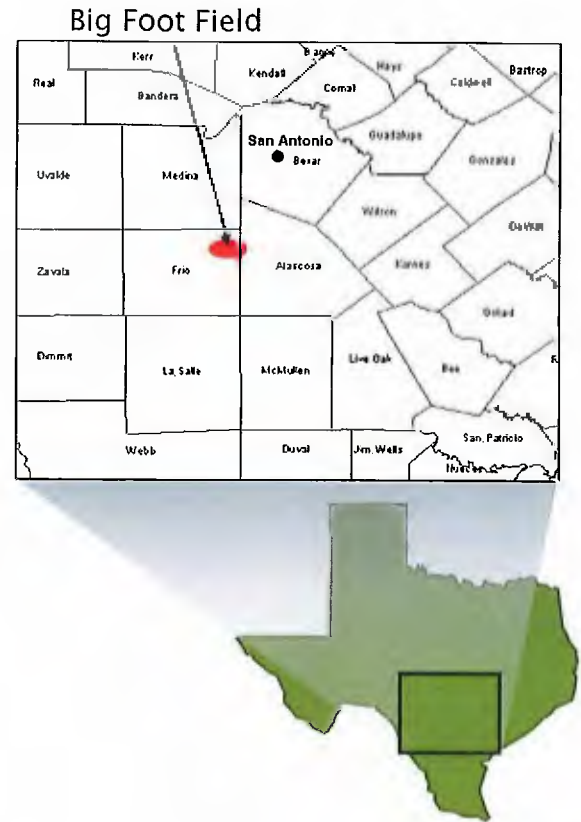 Big Foot Field
Kerr
Real
Bandera
Kendall
Hays
Comal
Caldwell
Bartrop
San Antonio
Bexar
Guadalupe
Gonzales
Uvalde
Medina
Wilson
DeWitt
Zavala
Frio
Atascosa
Karnes
Goliad
Dimmit
La Salle
McMullen
Live Oak
Bee
Webb
Duval
Jim Wells
San Patricio